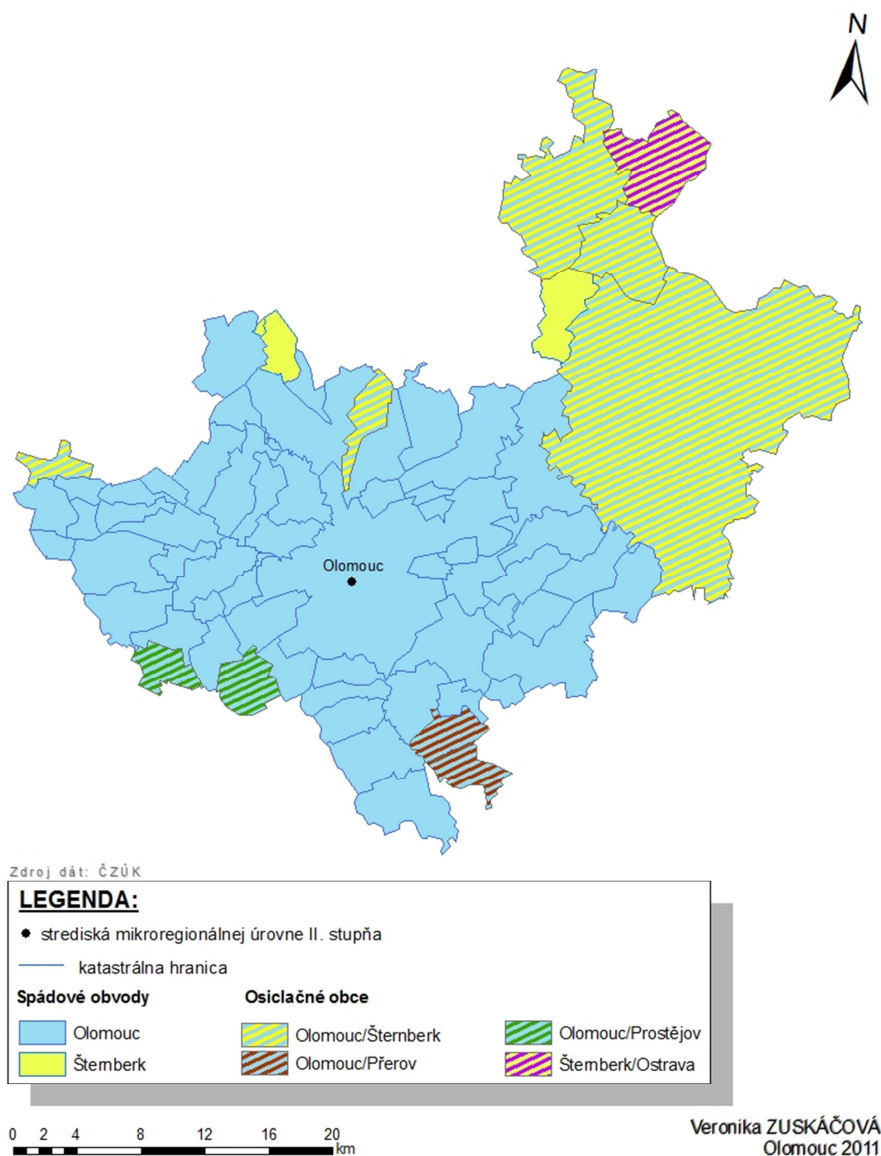 N
Olomouc
Zdroj dát: ČZÚK
LEGENDA:
strediská mikroregionálnej úrovne II. stupňa
katastrálna hranica
Spádové obvody
Osiclačné obce
Olomouc
Olomouc/Šternberk
Olomouc/Prostějov
Šternberk
Olomouc/Přerov
Šternberk/Ostrava
0 2 4 8 12 16 20
km
Veronika ZUSKÁČOVÁ
Olomouc 2011